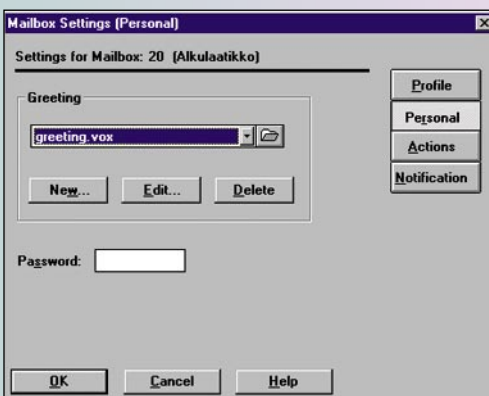 Mailbox Settings (Personal)
Settings for Mailbox: 20 (Alkulaatikko)
Greeting
greeting.vox
New...
Edit...
Delete
Password:
Profile
Personal
Actions
Notification
OK
Cancel
Help